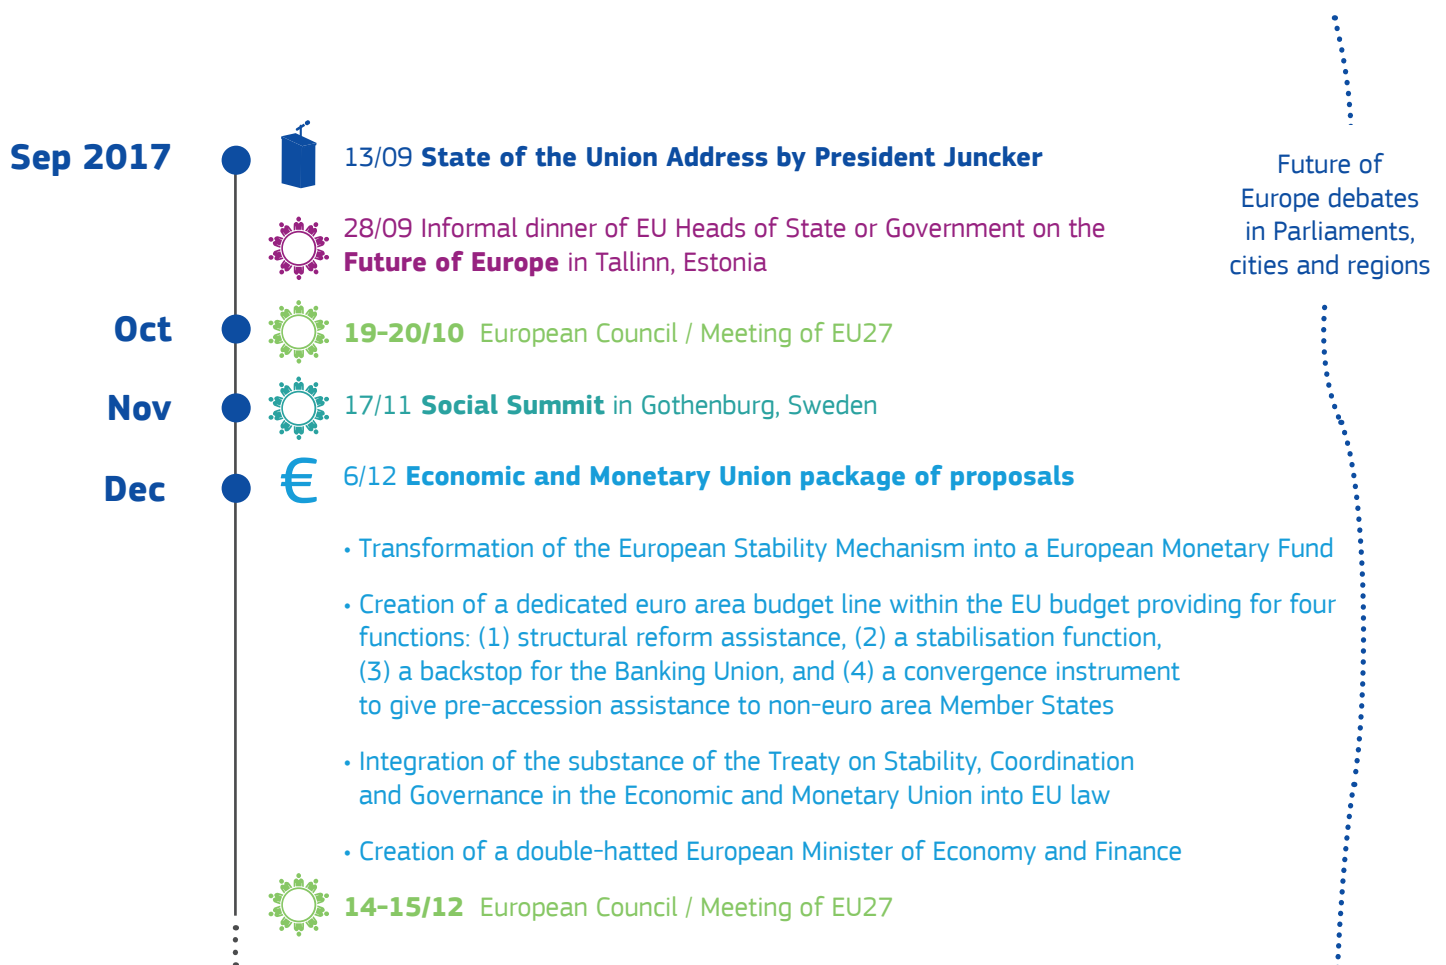 Sep 2017
13/09 State of the Union Address by President Juncker
28/09 Informal dinner of EU Heads of State or Government on the
Future of Europe in Tallinn, Estonia
Oct
19-20/10 European Council / Meeting of EU27
Nov
17/11 Social Summit in Gothenburg, Sweden
Dec
€
6/12 Economic and Monetary Union package of proposals
• Transformation of the European Stability Mechanism into a European Monetary Fund
• Creation of a dedicated euro area budget line within the EU budget providing for four
functions: (1) structural reform assistance, (2) a stabilisation function,
(3) a backstop for the Banking Union, and (4) a convergence instrument
to give pre-accession assistance to non-euro area Member States
• Integration of the substance of the Treaty on Stability, Coordination
and Governance in the Economic and Monetary Union into EU law
• Creation of a double-hatted European Minister of Economy and Finance
14-15/12 European Council / Meeting of EU27
Future of
Europe debates
in Parliaments,
cities and regions